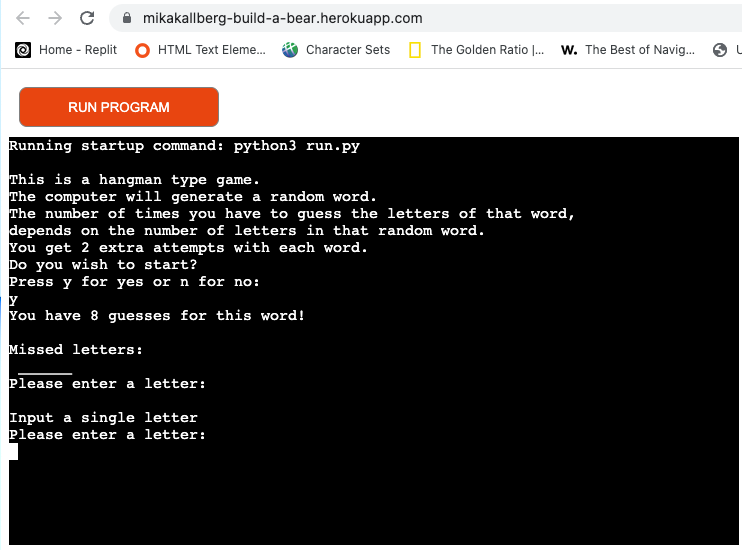 mikakallberg-build-a-bear.herokuapp.com
Home - Replit HTML Text Eleme... Character Sets The Golden Ratio |... W. The Best of Navig... U
RUN PROGRAM
Running startup command: python3 run.py
This is a hangman type game.
The computer will generate a random word.
The number of times you have to guess the letters of that word,
depends on the number of letters in that random word.
You get 2 extra attempts with each word.
Do you wish to start?
Press y for yes or n for no:
y
You have 8 guesses for this word!
Missed letters:
______
Please enter a letter:
Input a single letter
Please enter a letter: